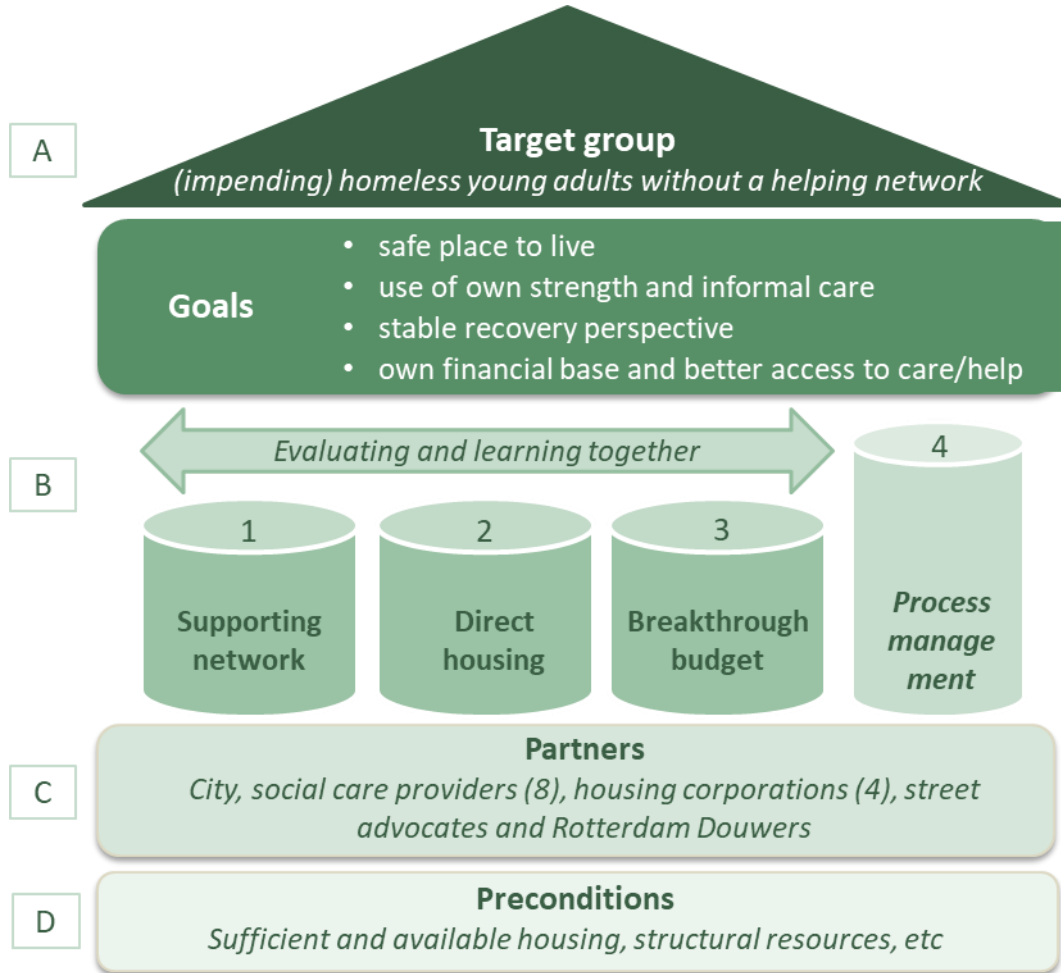 A
Target group
(impending) homeless young adults without a helping network
Goals
• safe place to live
• use of own strength and informal care
• stable recovery perspective
• own financial base and better access to care/help
B
Evaluating and learning together
1
Supporting
network
2
Direct
housing
3
Breakthrough
budget
4
Process
manage
ment
C
Partners
City, social care providers (8), housing corporations (4), street
advocates and Rotterdam Douwers
D
Preconditions
Sufficient and available housing, structural resources, etc